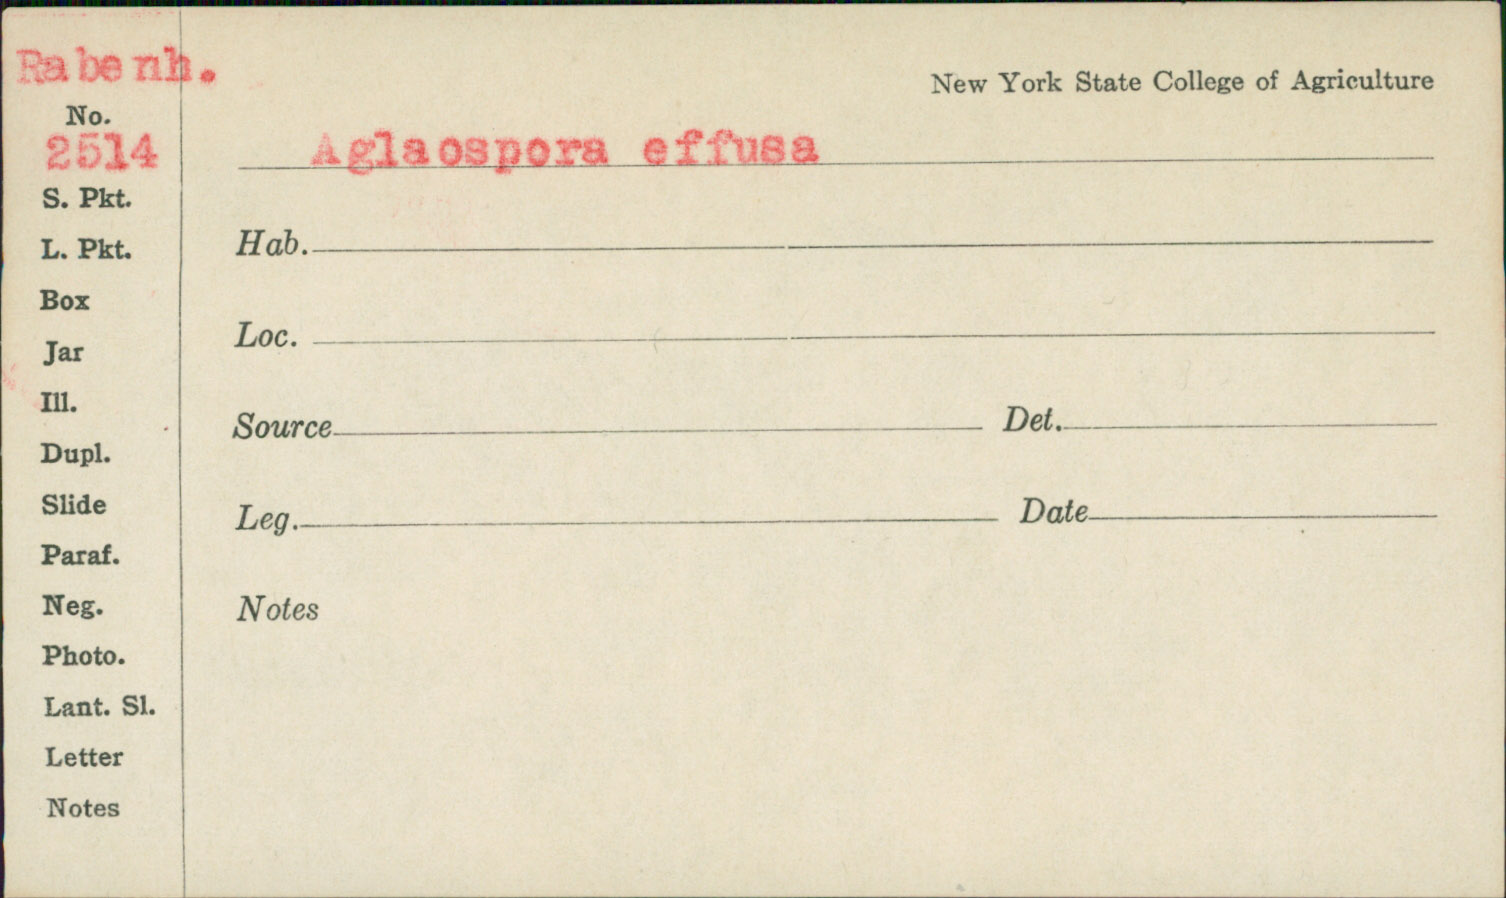 Rabenh.
New York State College of Agriculture
No.
2514
Aglaospora effusa
S. Pkt.
L. Pkt.
Box
Jar
Ill.
Dupl.
Slide
Paraf.
Neg.
Photo.
Lant. Sl.
Letter
Notes
Hab.
Loc.
Source Det.
Leg. Date
Notes